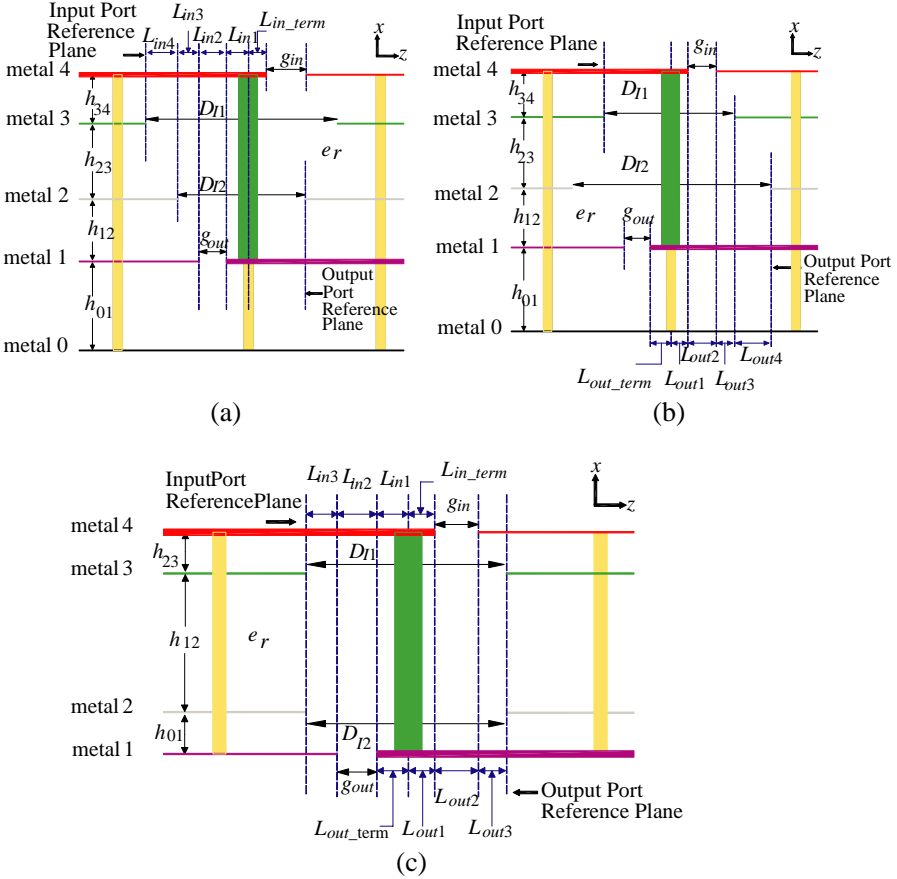 Input Port
Reference
Plane
L_in3
L_in4
L_in2
L_in1
L_in_term
g_in
x
z
metal 4
h_34
metal 3
D_I1
e_r
h_23
metal 2
D_I2
h_12
g_out
metal 1
Output
Port
Reference
Plane
h_01
metal 0
(a)
Input Port
Reference Plane
g_in
x
z
metal 4
h_34
D_I1
metal 3
h_23
D_I2
metal 2
e_r
h_12
g_out
metal 1
Output Port
Reference
Plane
h_01
metal 0
L_out_term
L_out1
L_out2
L_out3
L_out4
(b)
InputPort
ReferencePlane
L_in3
L_in2
L_in1
L_in_term
g_in
x
z
metal 4
h_23
D_I1
metal 3
h_12
e_r
metal 2
h_01
D_I2
metal 1
g_out
L_out_term
L_out1
L_out2
L_out3
Output Port
Reference Plane
(c)